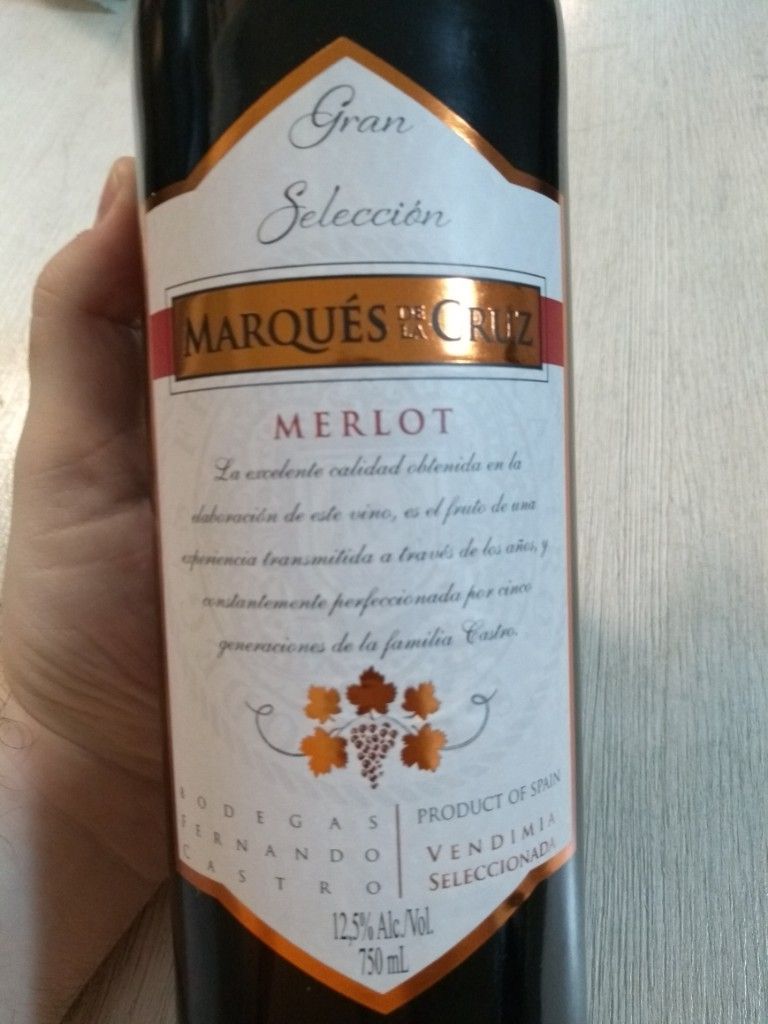 Gran
Selección
MARQUÉS DE LA CRUZ
MERLOT
La excelente calidad obtenida en la
elaboración de este vino, es el fruto de una
experiencia transmitida a través de los años, y
constantemente perfeccionada por cinco
generaciones de la familia Castro.
BODEGAS
FERNANDO
CASTRO
PRODUCT OF SPAIN
VENDIMIA
SELECCIONADA
12,5% Alc./Vol.
750 mL